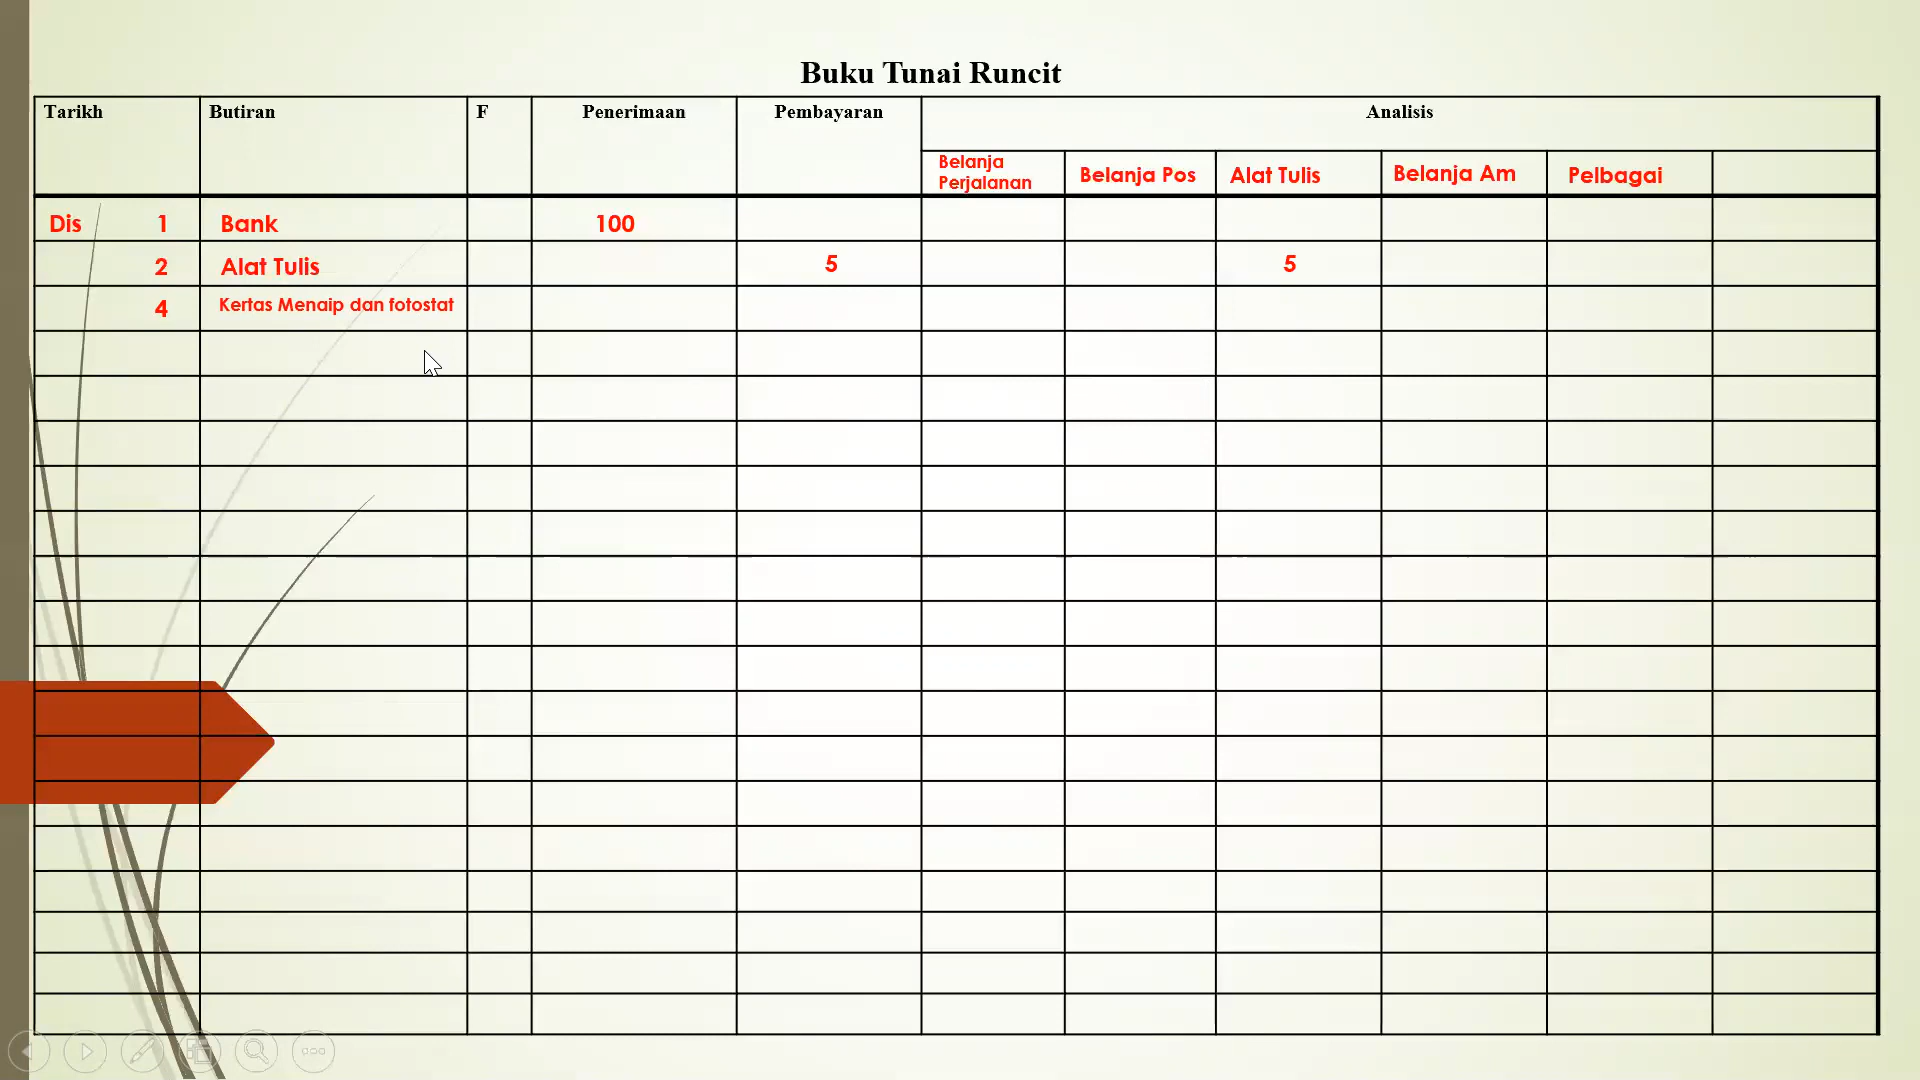 Buku Tunai Runcit
Tarikh Butiran F Penerimaan Pembayaran Analisis
Belanja Perjalanan Belanja Pos Alat Tulis Belanja Am Pelbagai
Dis 1 Bank 100
2 Alat Tulis 5 5
4 Kertas Menaip dan fotostat